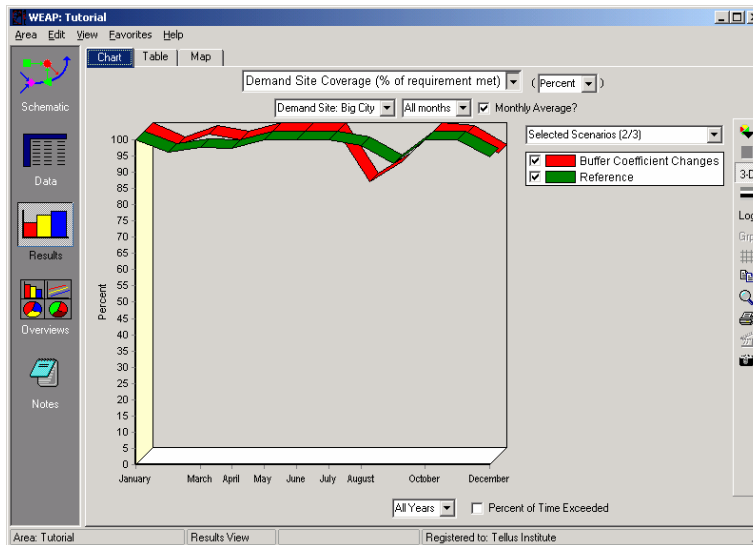 WEAP: Tutorial
Area Edit View Favorites Help
Chart Table Map
Schematic
Data
Results
Overviews
Notes
Demand Site Coverage (% of requirement met) ( Percent )
Demand Site: Big City All months Monthly Average?
Selected Scenarios (2/3)
Buffer Coefficient Changes
Reference
100
95
90
85
80
75
70
65
60
55
50
45
40
35
30
25
20
15
10
5
0
Percent
January March April May June July August October December
All Years Percent of Time Exceeded
3-D
Log
Grp
Area: Tutorial Results View Registered to: Tellus Institute